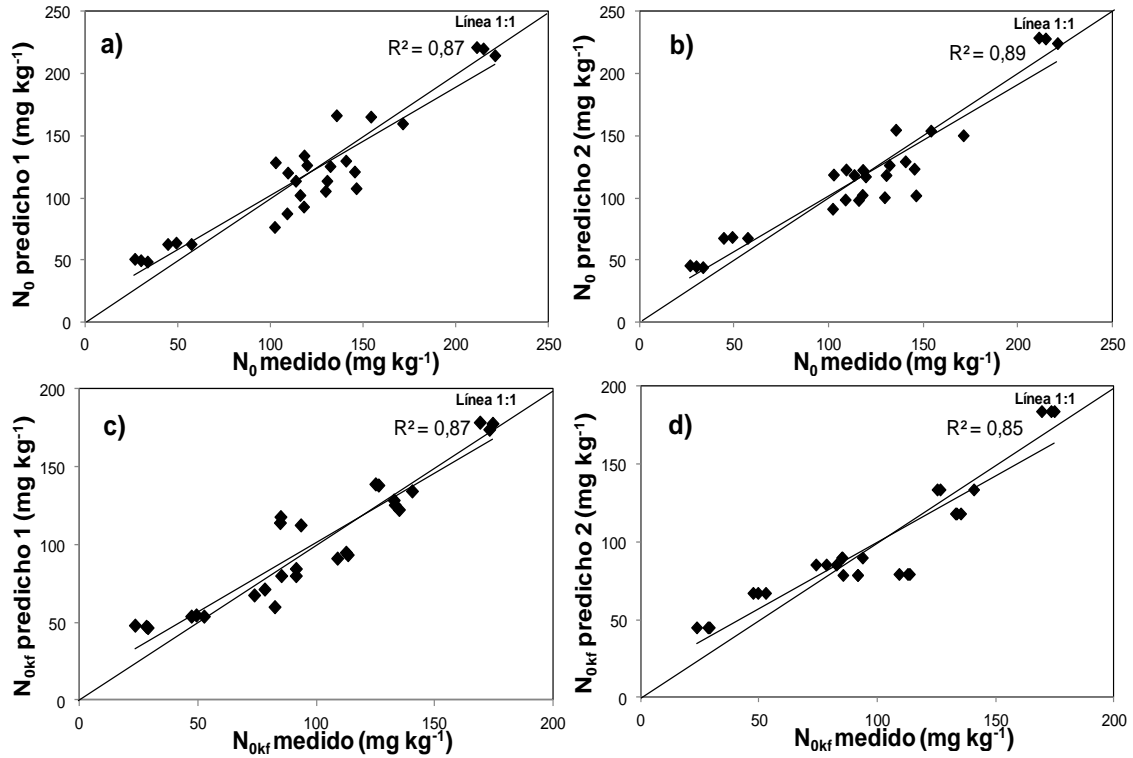 a)
Línea 1:1
R² = 0,87
N₀ predicho 1 (mg kg⁻¹)
250
200
150
100
50
0
0 50 100 150 200 250
N₀ medido (mg kg⁻¹)
b)
Línea 1:1
R² = 0,89
N₀ predicho 2 (mg kg⁻¹)
250
200
150
100
50
0
0 50 100 150 200 250
N₀ medido (mg kg⁻¹)
c)
Línea 1:1
R² = 0,87
N0kf predicho 1 (mg kg⁻¹)
200
150
100
50
0
0 50 100 150 200
N0kf medido (mg kg⁻¹)
d)
Línea 1:1
R² = 0,85
N0kf predicho 2 (mg kg⁻¹)
200
150
100
50
0
0 50 100 150 200
N0kf medido (mg kg⁻¹)